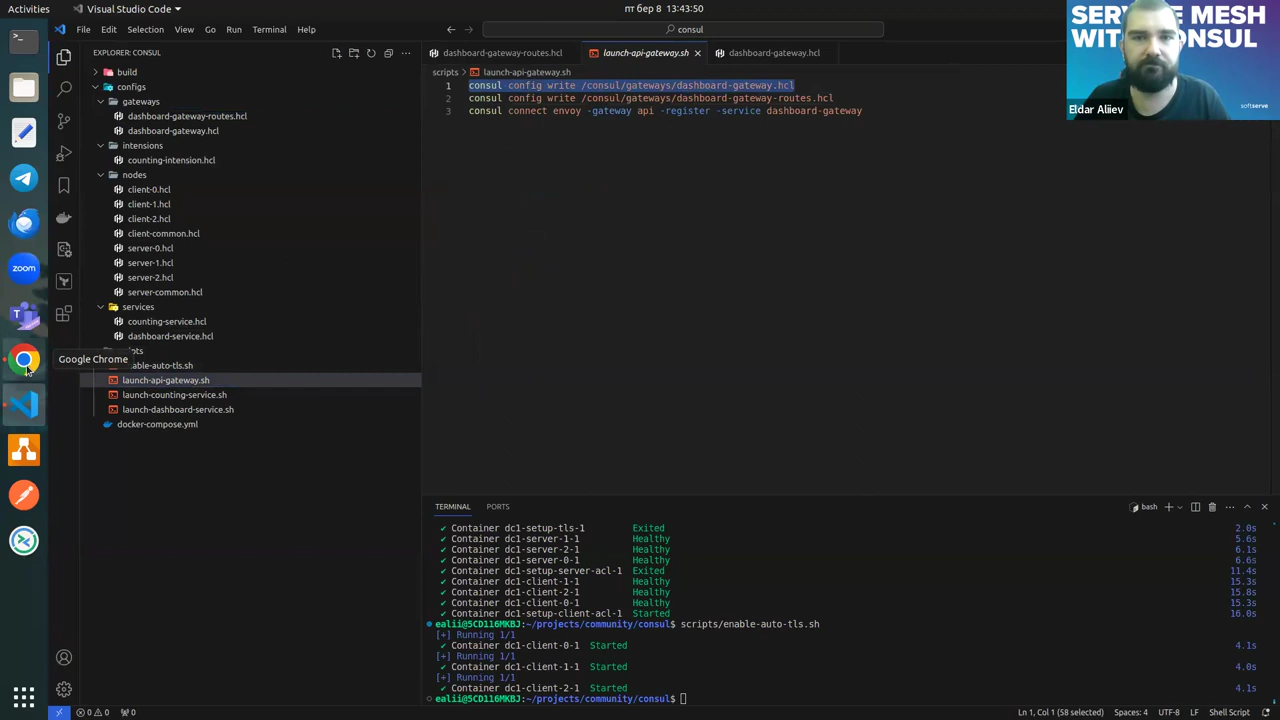 Activities
Visual Studio Code
пт бер 8 13:43:50
File Edit Selection View Go Run Terminal Help
consul
EXPLORER: CONSUL
build
configs
gateways
dashboard-gateway-routes.hcl
dashboard-gateway.hcl
intensions
counting-intension.hcl
nodes
client-0.hcl
client-1.hcl
client-2.hcl
client-common.hcl
server-0.hcl
server-1.hcl
server-2.hcl
server-common.hcl
services
counting-service.hcl
dashboard-service.hcl
Google Chrome
launch-api-gateway.sh
launch-counting-service.sh
launch-dashboard-service.sh
docker-compose.yml
dashboard-gateway-routes.hcl
launch-api-gateway.sh
dashboard-gateway.hcl
scripts > launch-api-gateway.sh
1 consul config write /consul/gateways/dashboard-gateway.hcl
2 consul config write /consul/gateways/dashboard-gateway-routes.hcl
3 consul connect envoy -gateway api -register -service dashboard-gateway
TERMINAL PORTS
bash
✔ Container dc1-setup-tls-1 Exited 2.0s
✔ Container dc1-server-1-1 Healthy 5.6s
✔ Container dc1-server-2-1 Healthy 6.1s
✔ Container dc1-server-0-1 Healthy 6.6s
✔ Container dc1-setup-server-acl-1 Exited 11.4s
✔ Container dc1-client-1-1 Healthy 15.3s
✔ Container dc1-client-2-1 Healthy 15.8s
✔ Container dc1-client-0-1 Healthy 15.3s
✔ Container dc1-setup-client-acl-1 Started 16.0s
ealii@5CD116MKBJ:~/projects/community/consul$ scripts/enable-auto-tls.sh
[+] Running 1/1
✔ Container dc1-client-0-1 Started 4.1s
[+] Running 1/1
✔ Container dc1-client-1-1 Started 4.0s
[+] Running 1/1
✔ Container dc1-client-2-1 Started 4.1s
ealii@5CD116MKBJ:~/projects/community/consul$
0 0 0
Ln 1, Col 1 (58 selected) Spaces: 4 UTF-8 LF Shell Script
zoom
Eldar Aliiev
softserve